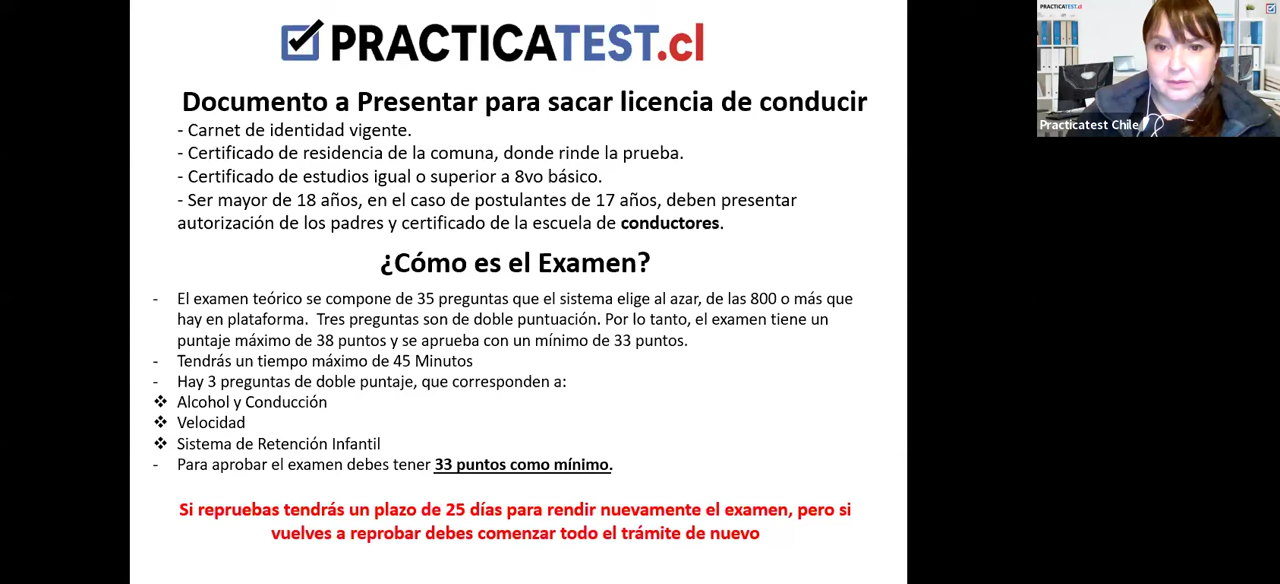 PRACTICATEST.cl
PRACTICATEST.cl
Practicatest Chile
Documento a Presentar para sacar licencia de conducir
- Carnet de identidad vigente.
- Certificado de residencia de la comuna, donde rinde la prueba.
- Certificado de estudios igual o superior a 8vo básico.
- Ser mayor de 18 años, en el caso de postulantes de 17 años, deben presentar
autorización de los padres y certificado de la escuela de conductores.
¿Cómo es el Examen?
- El examen teórico se compone de 35 preguntas que el sistema elige al azar, de las 800 o más que
hay en plataforma. Tres preguntas son de doble puntuación. Por lo tanto, el examen tiene un
puntaje máximo de 38 puntos y se aprueba con un mínimo de 33 puntos.
- Tendrás un tiempo máximo de 45 Minutos
- Hay 3 preguntas de doble puntaje, que corresponden a:
❖ Alcohol y Conducción
❖ Velocidad
❖ Sistema de Retención Infantil
- Para aprobar el examen debes tener 33 puntos como mínimo.
Si repruebas tendrás un plazo de 25 días para rendir nuevamente el examen, pero si
vuelves a reprobar debes comenzar todo el trámite de nuevo